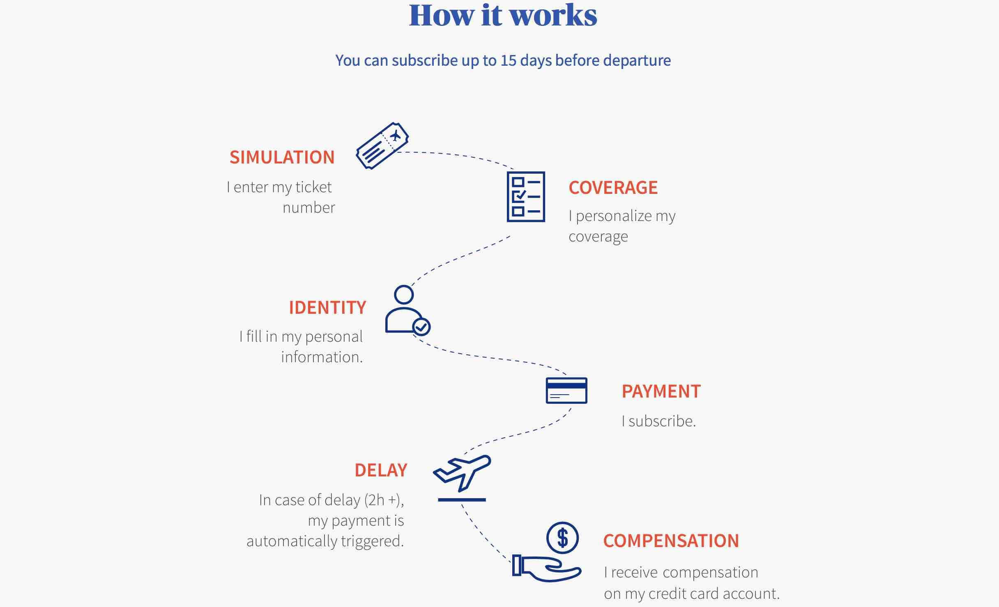 How it works
You can subscribe up to 15 days before departure
SIMULATION
I enter my ticket
number
COVERAGE
I personalize my
coverage
IDENTITY
I fill in my personal
information.
PAYMENT
I subscribe.
DELAY
In case of delay (2h +),
my payment is
automatically triggered.
$
COMPENSATION
I receive compensation
on my credit card account.